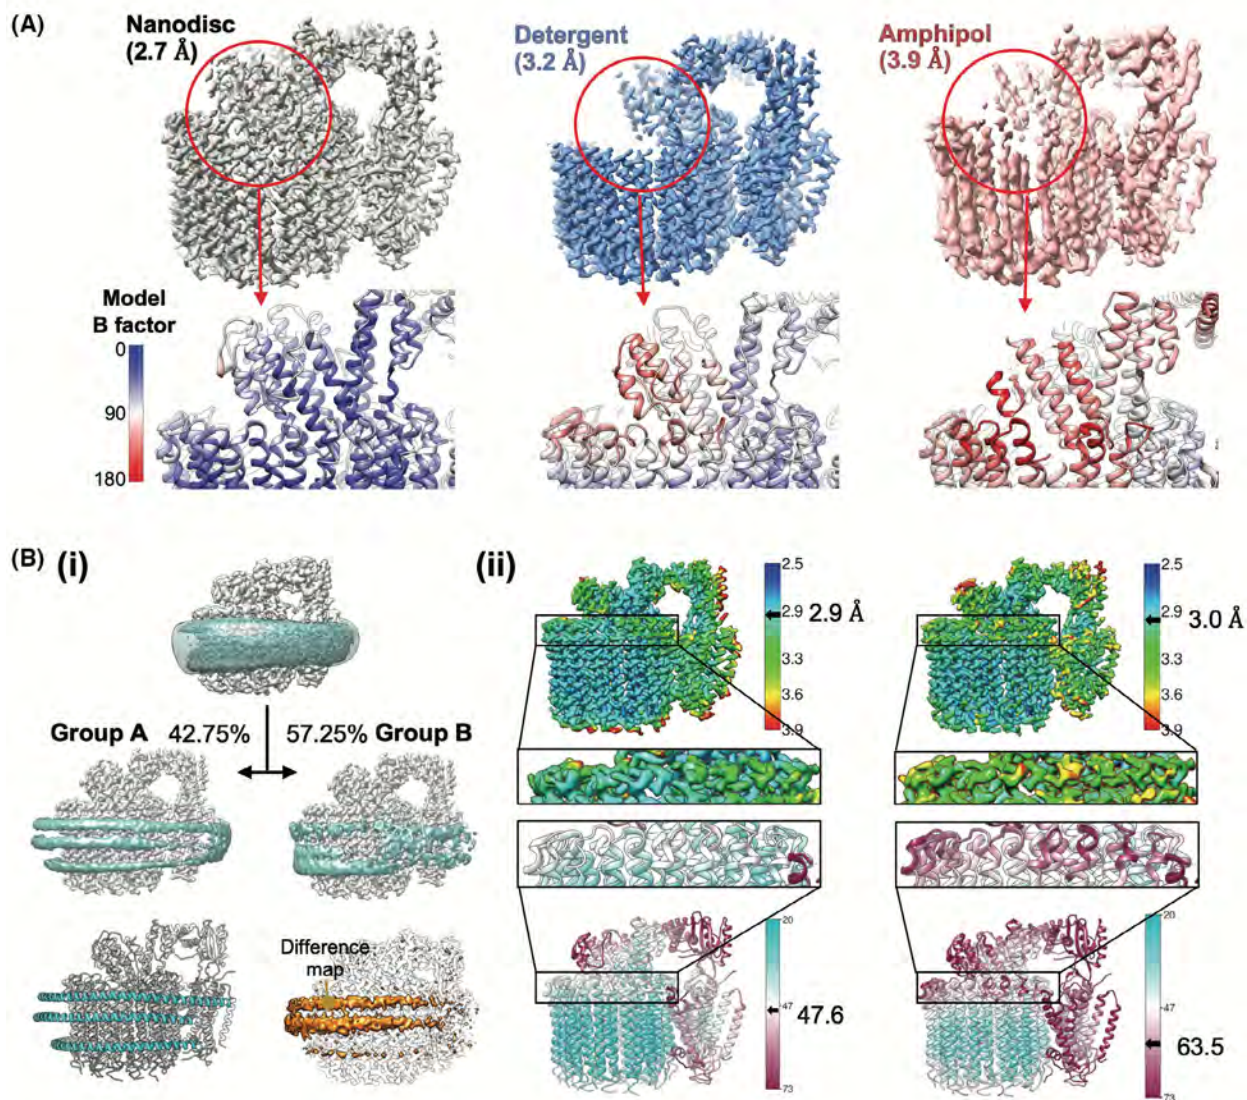 (A)
Nanodisc
(2.7 Å)
Detergent
(3.2 Å)
Amphipol
(3.9 Å)
Model
B factor
0
90
180
(B) (i)
Group A 42.75% 57.25% Group B
Difference
map
(ii)
2.5
2.9
2.9 Å
3.3
3.6
3.9
2.5
2.9
3.0 Å
3.3
3.6
3.9
20
47
47.6
73
20
47
63.5
73